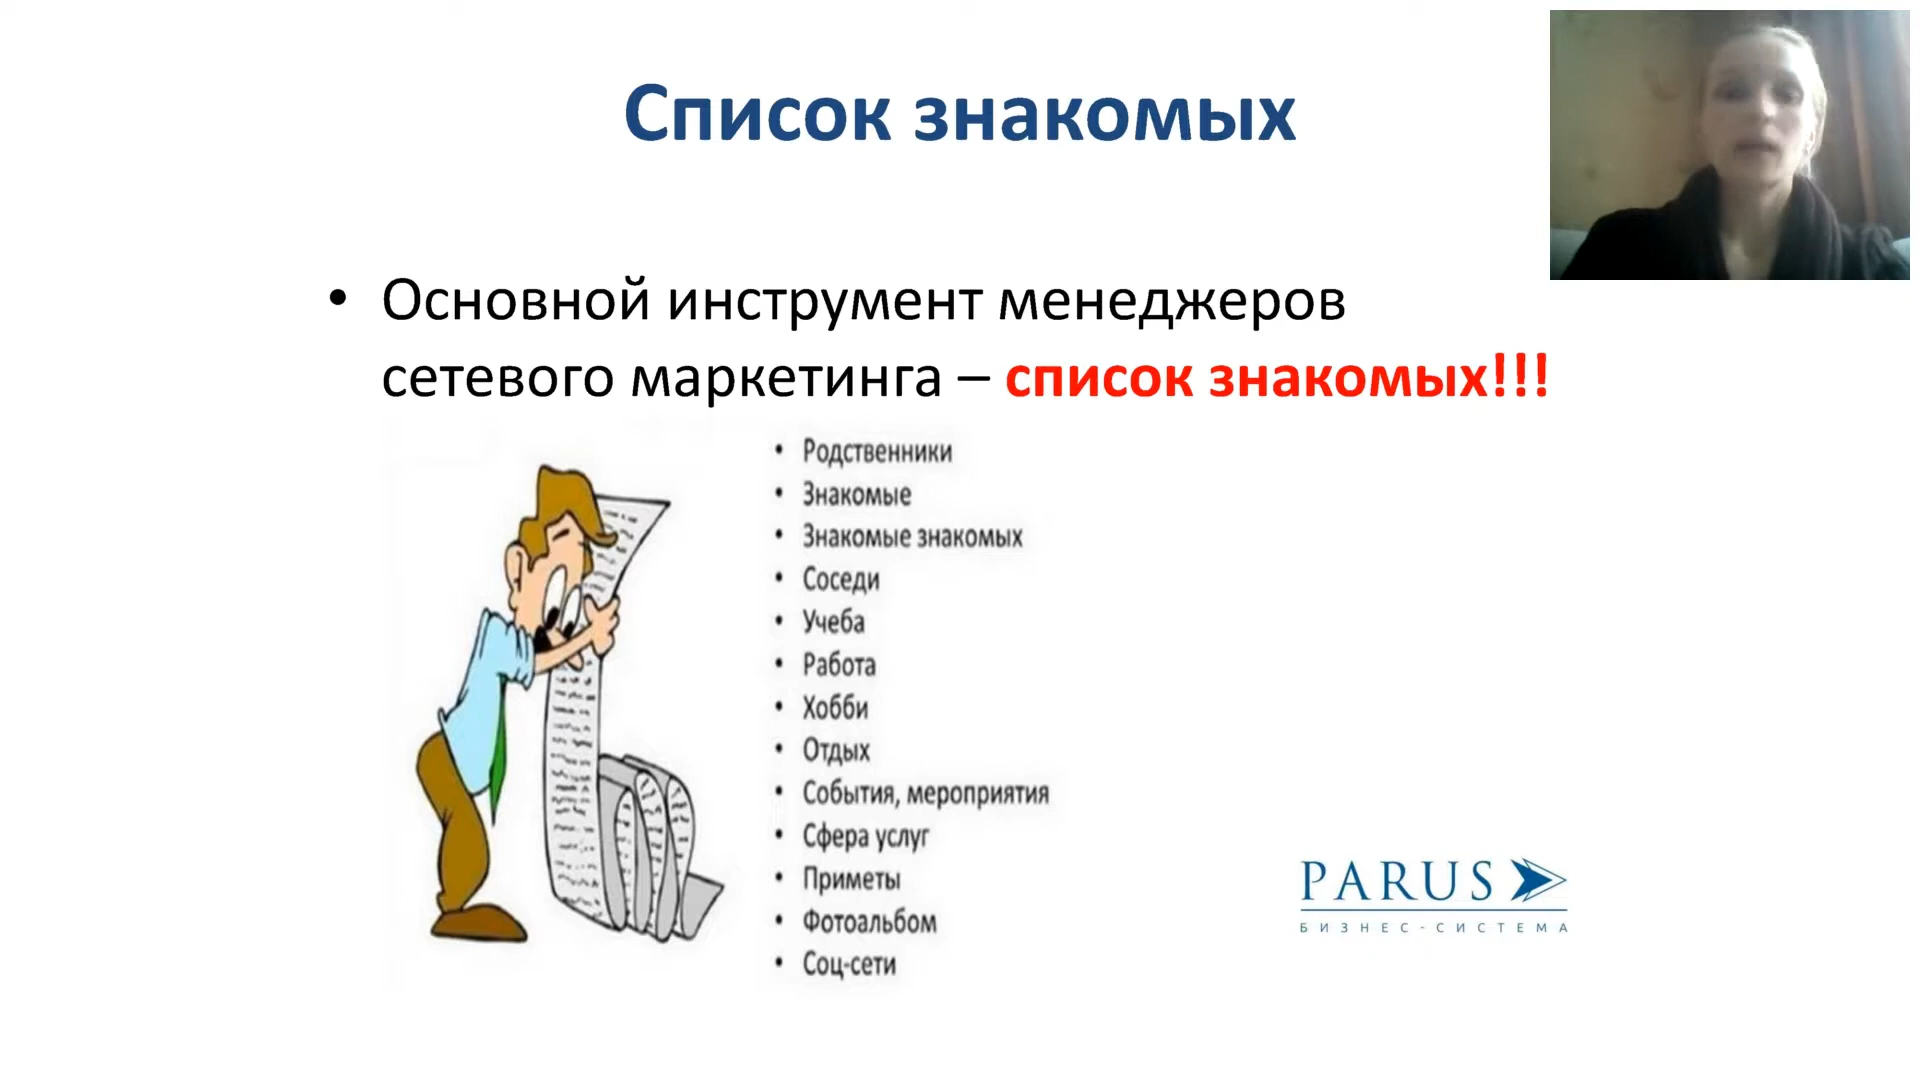 Список знакомых
• Основной инструмент менеджеров
сетевого маркетинга – список знакомых!!!
• Родственники
• Знакомые
• Знакомые знакомых
• Соседи
• Учеба
• Работа
• Хобби
• Отдых
• События, мероприятия
• Сфера услуг
• Приметы
• Фотоальбом
• Соц-сети
PARUS
БИЗНЕС-СИСТЕМА